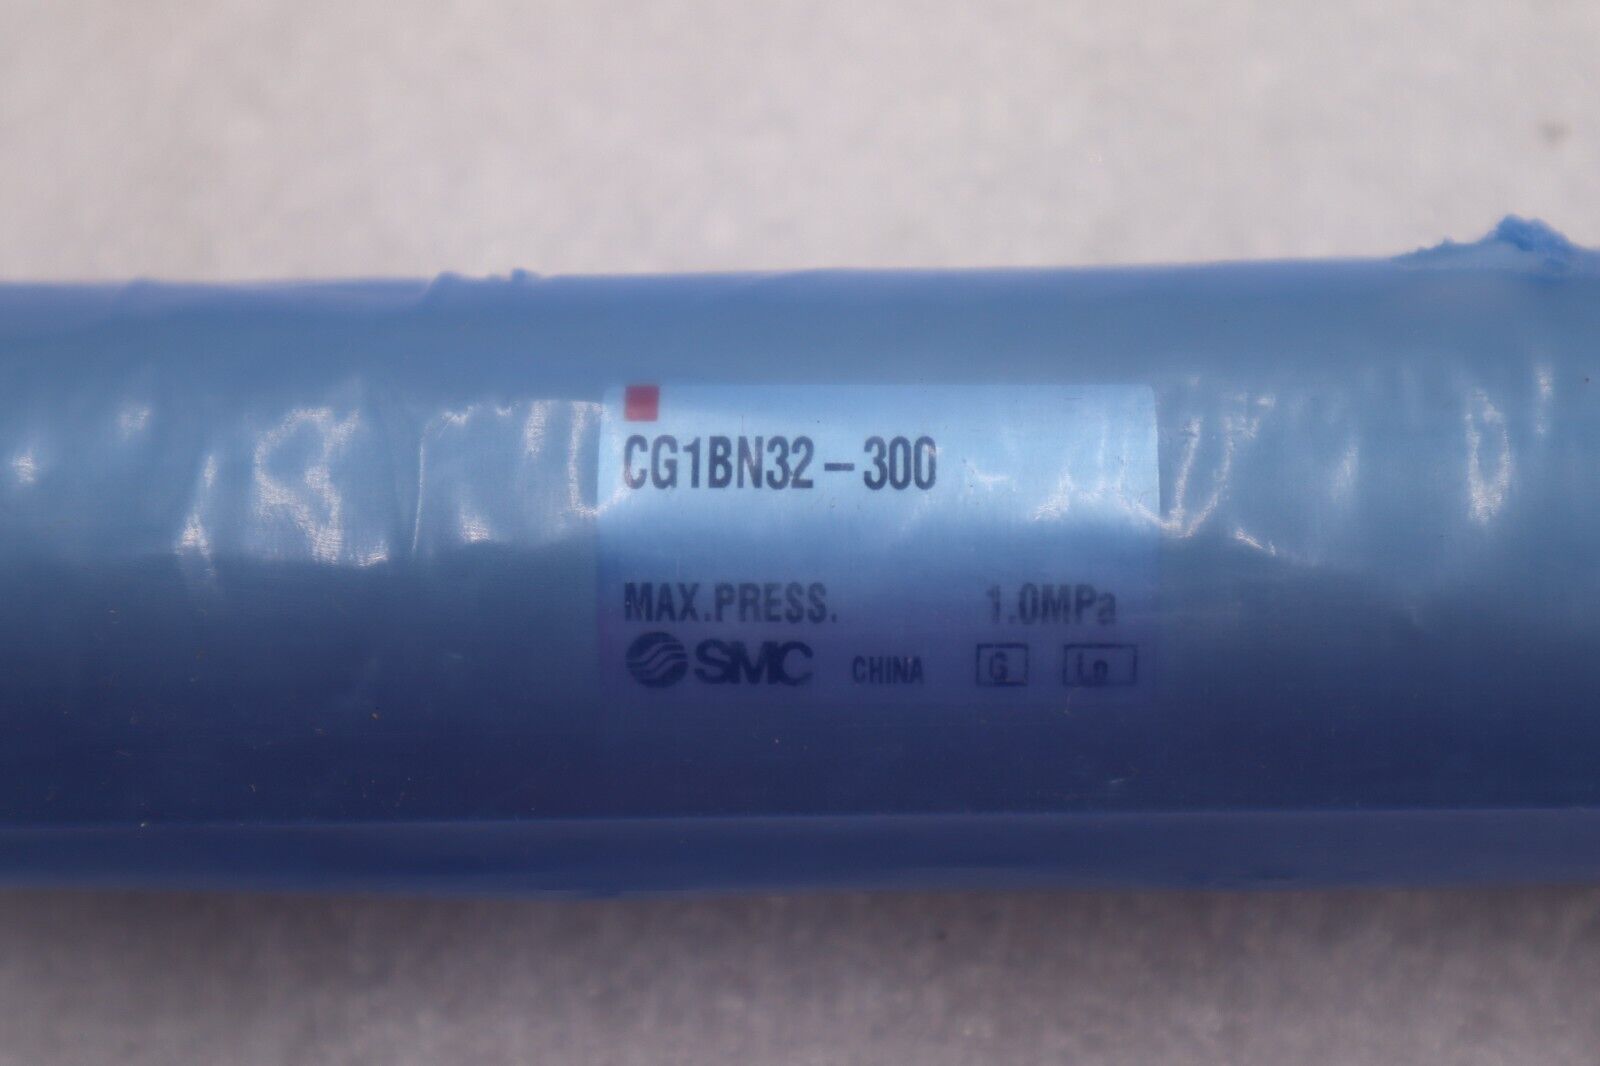 CG1BN32-300
MAX.PRESS. 1.0MPa
SMC CHINA G